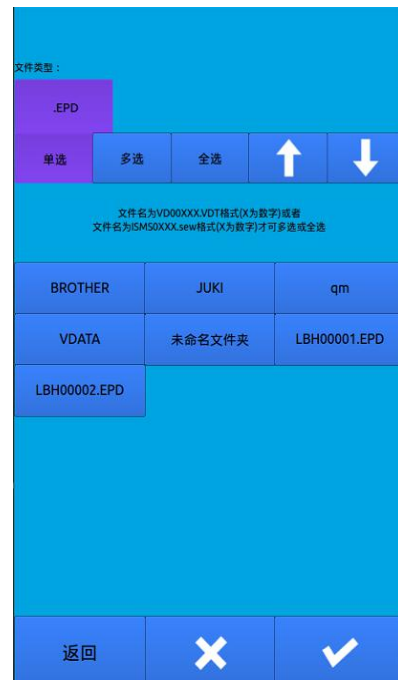 文件类型：
.EPD
单选 多选 全选
文件名为VD00XXX.VDT格式(X为数字)或者
文件名为ISMS0XXX.sew格式(X为数字)才可多选或全选
BROTHER JUKI qm
VDATA 未命名文件夹 LBH00001.EPD
LBH00002.EPD
返回